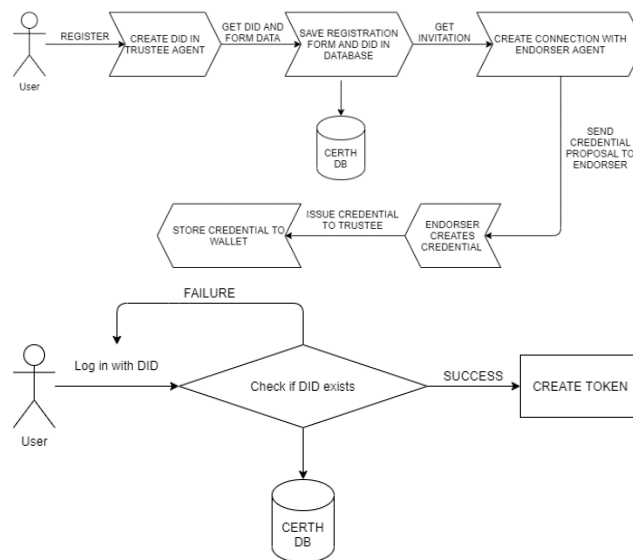 REGISTER
CREATE DID IN
TRUSTEE AGENT
GET DID AND
FORM DATA
SAVE REGISTRATION
FORM AND DID IN
DATABASE
GET
INVITATION
CREATE CONNECTION WITH
ENDORSER AGENT
User
CERTH
DB
SEND
CREDENTIAL
PROPOSAL TO
ENDORSER
STORE CREDENTIAL TO
WALLET
ISSUE CREDENTIAL
TO TRUSTEE
ENDORSER
CREATES
CREDENTIAL
FAILURE
Log in with DID
Check if DID exists
SUCCESS
CREATE TOKEN
User
CERTH
DB